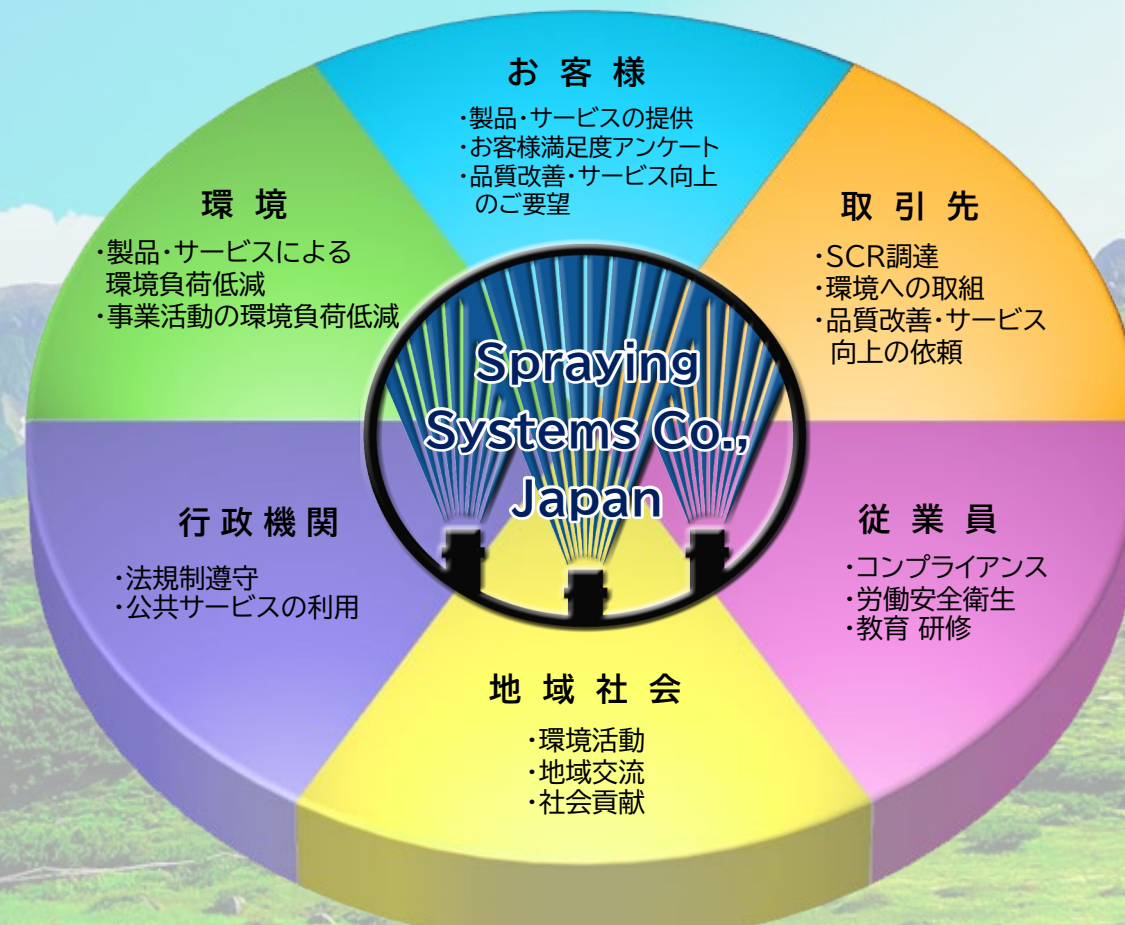 お客様
・製品・サービスの提供
・お客様満足度アンケート
・品質改善・サービス向上
のご要望
環境
・製品・サービスによる
環境負荷低減
・事業活動の環境負荷低減
取引先
・SCR調達
・環境への取組
・品質改善・サービス
向上の依頼
Spraying
Systems Co.,
Japan
行政機関
・法規制遵守
・公共サービスの利用
従業員
・コンプライアンス
・労働安全衛生
・教育 研修
地域社会
・環境活動
・地域交流
・社会貢献